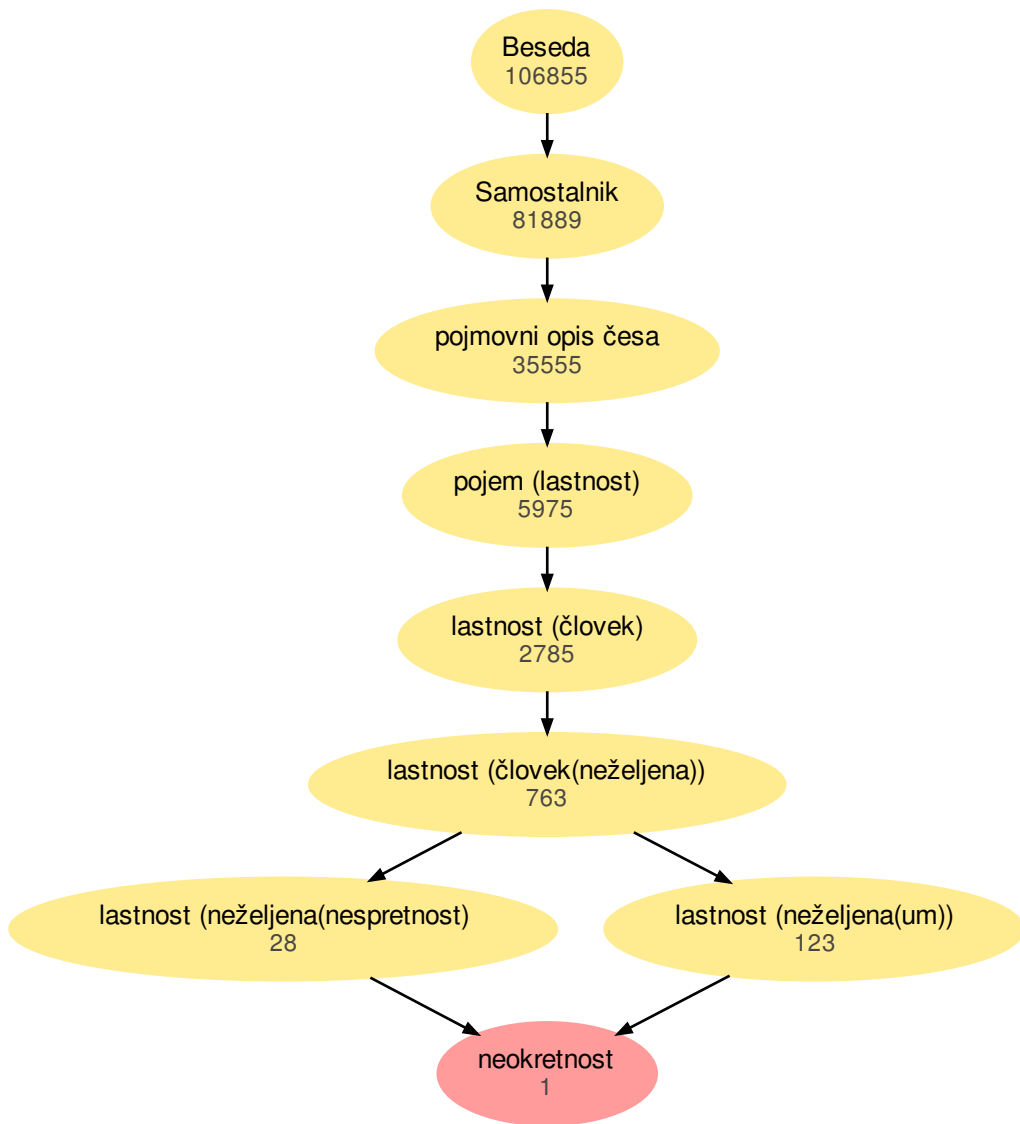 Beseda
106855
Samostalnik
81889
pojmovni opis česa
35555
pojem (lastnost)
5975
lastnost (človek)
2785
lastnost (človek(neželjena))
763
lastnost (neželjena(nespretnost)
28
lastnost (neželjena(um))
123
neokretnost
1